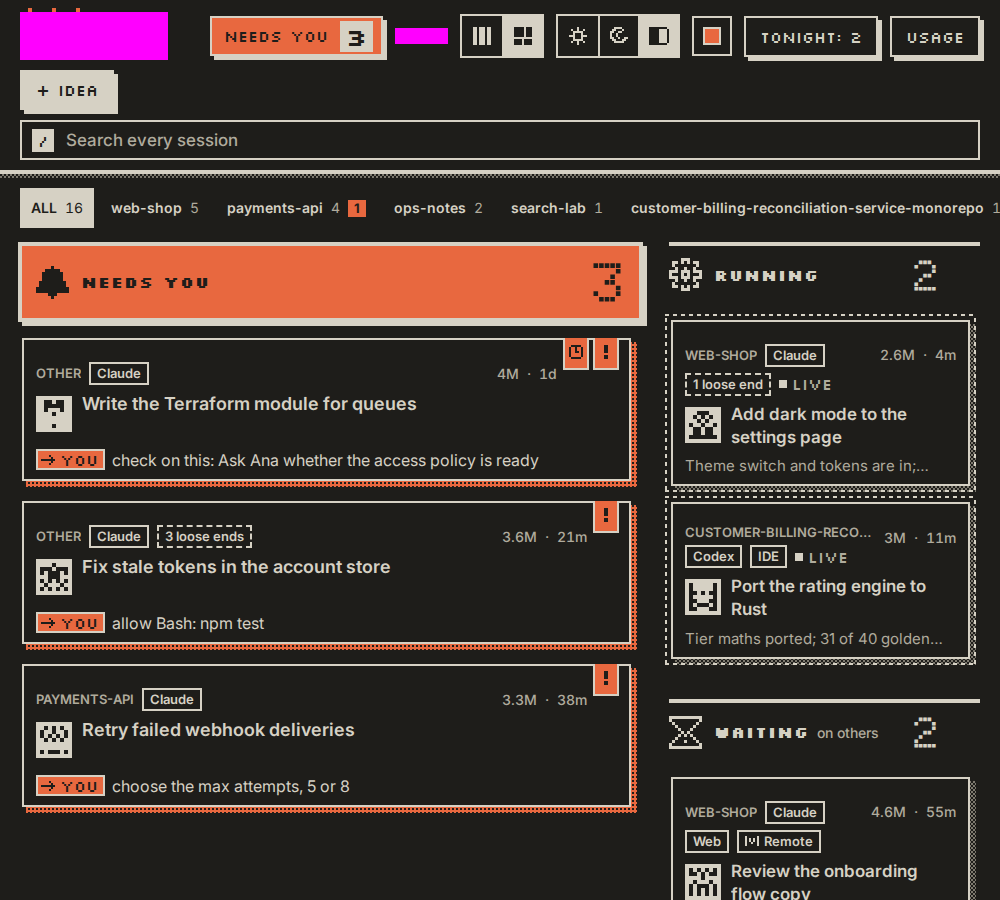 NEEDS YOU 3
TONIGHT: 2
USAGE
+ IDEA
/ Search every session
ALL 16 web-shop 5 payments-api 4 1 ops-notes 2 search-lab 1 customer-billing-reconciliation-service-monorepo 1
NEEDS YOU 3
OTHER Claude 4M · 1d !
Write the Terraform module for queues
→ YOU check on this: Ask Ana whether the access policy is ready
OTHER Claude 3 loose ends 3.6M · 21m !
Fix stale tokens in the account store
→ YOU allow Bash: npm test
PAYMENTS-API Claude 3.3M · 38m !
Retry failed webhook deliveries
→ YOU choose the max attempts, 5 or 8
RUNNING 2
WEB-SHOP Claude 2.6M · 4m
1 loose end LIVE
Add dark mode to the
settings page
Theme switch and tokens are in;...
CUSTOMER-BILLING-RECO... 3M · 11m
Codex IDE LIVE
Port the rating engine to
Rust
Tier maths ported; 31 of 40 golden...
WAITING on others 2
WEB-SHOP Claude 4.6M · 55m
Web Remote
Review the onboarding
flow copy